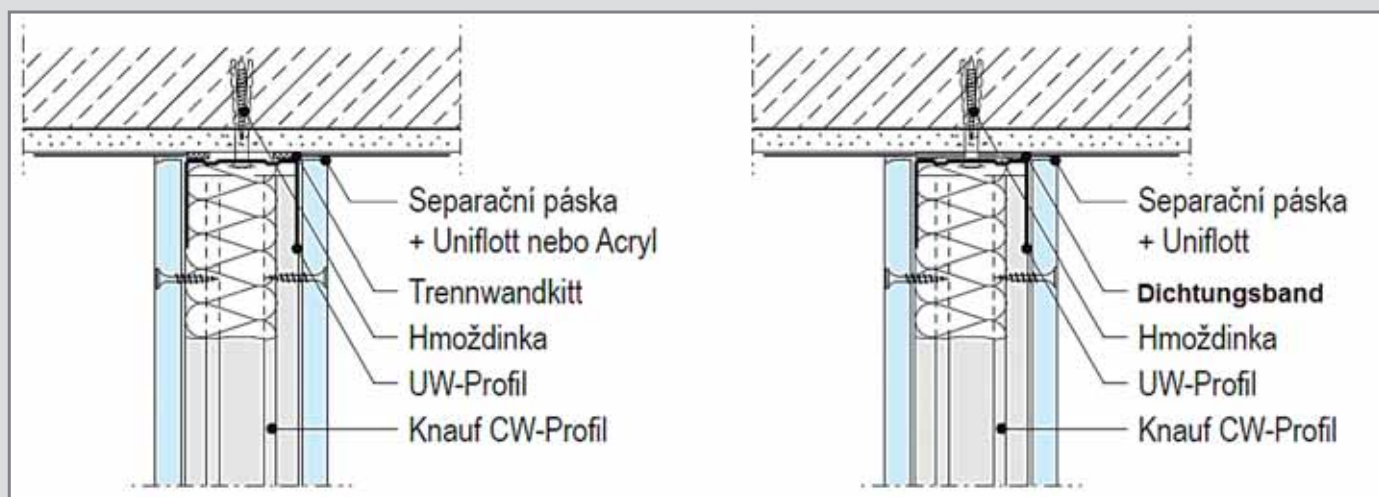 Separační páska
+ Uniflott nebo Acryl
Trennwandkitt
Hmoždinka
UW-Profil
Knauf CW-Profil
Separační páska
+ Uniflott
Dichtungsband
Hmoždinka
UW-Profil
Knauf CW-Profil